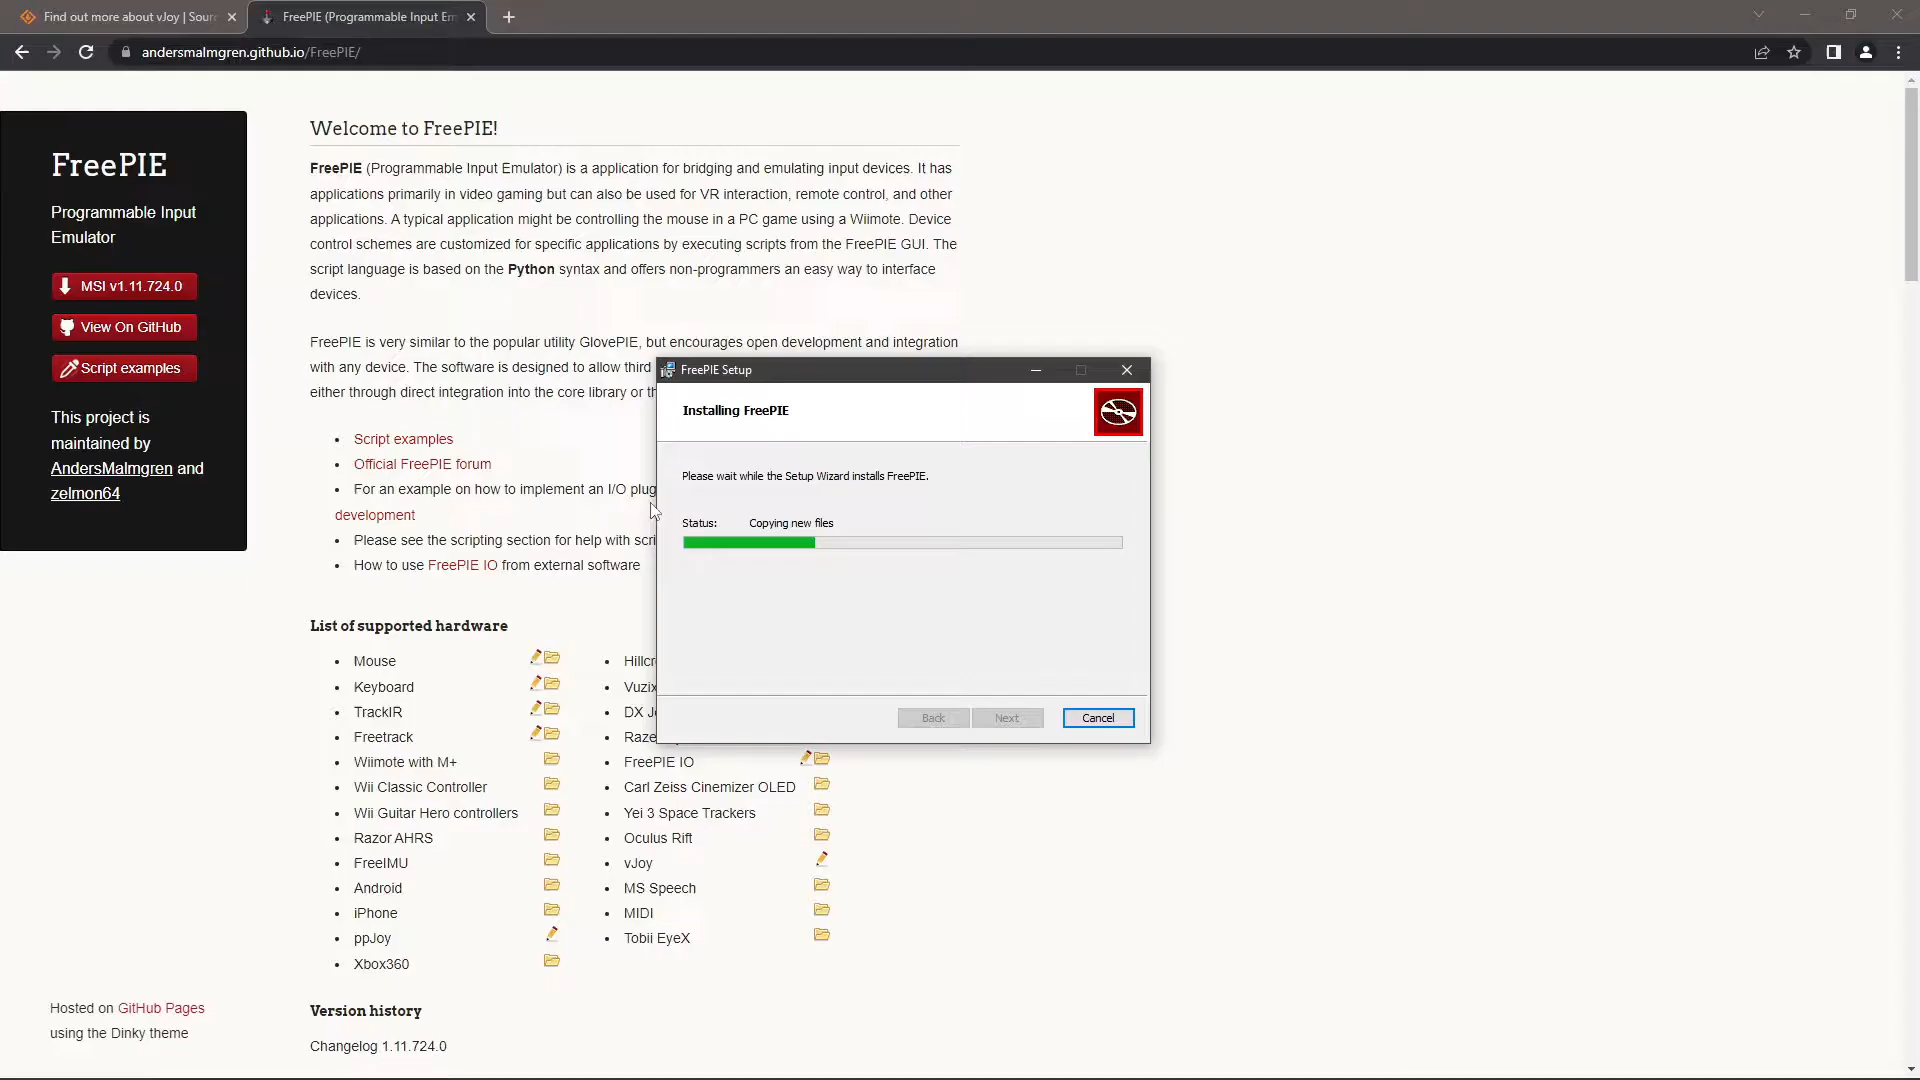 Find out more about vJoy | Sour
FreePIE (Programmable Input Em
andersmalmgren.github.io/FreePIE/
FreePIE
Programmable Input
Emulator
MSI v1.11.724.0
View On GitHub
Script examples
This project is
maintained by
AndersMalmgren and
zelmon64
Hosted on GitHub Pages
using the Dinky theme
Welcome to FreePIE!
FreePIE (Programmable Input Emulator) is a application for bridging and emulating input devices. It has
applications primarily in video gaming but can also be used for VR interaction, remote control, and other
applications. A typical application might be controlling the mouse in a PC game using a Wiimote. Device
control schemes are customized for specific applications by executing scripts from the FreePIE GUI. The
script language is based on the Python syntax and offers non-programmers an easy way to interface
devices.
FreePIE is very similar to the popular utility GlovePIE, but encourages open development and integration
with any device. The software is designed to allow third
either through direct integration into the core library or th
Script examples
Official FreePIE forum
For an example on how to implement an I/O plug
development
Please see the scripting section for help with scri
How to use FreePIE IO from external software
List of supported hardware
Mouse
Keyboard
TrackIR
Freetrack
Wiimote with M+
Wii Classic Controller
Wii Guitar Hero controllers
Razor AHRS
FreeIMU
Android
iPhone
ppJoy
Xbox360
Hillcr
Vuzix
DX J
Raze
FreePIE IO
Carl Zeiss Cinemizer OLED
Yei 3 Space Trackers
Oculus Rift
vJoy
MS Speech
MIDI
Tobii EyeX
Version history
Changelog 1.11.724.0
FreePIE Setup
Installing FreePIE
Please wait while the Setup Wizard installs FreePIE.
Status: Copying new files
Back Next Cancel